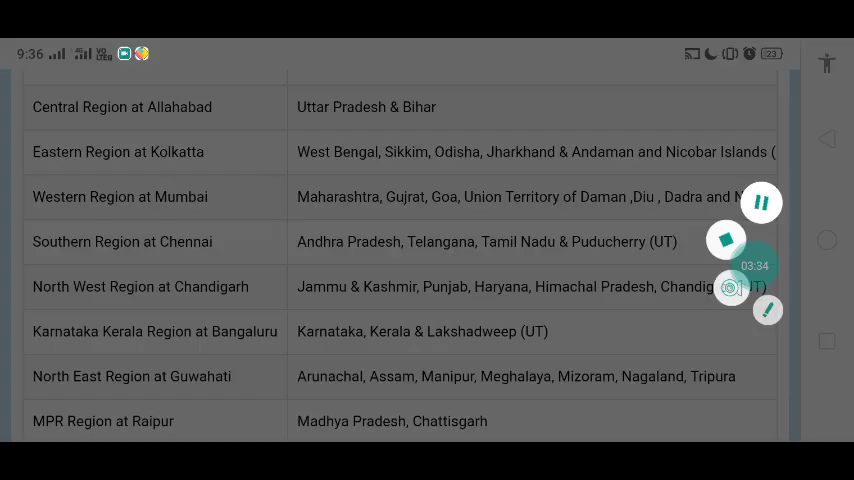 9:36 4G VO LTE 23
Central Region at Allahabad Uttar Pradesh & Bihar
Eastern Region at Kolkatta West Bengal, Sikkim, Odisha, Jharkhand & Andaman and Nicobar Islands (
Western Region at Mumbai Maharashtra, Gujrat, Goa, Union Territory of Daman ,Diu , Dadra and N
Southern Region at Chennai Andhra Pradesh, Telangana, Tamil Nadu & Puducherry (UT)
03:34
North West Region at Chandigarh Jammu & Kashmir, Punjab, Haryana, Himachal Pradesh, Chandig T)
Karnataka Kerala Region at Bangaluru Karnataka, Kerala & Lakshadweep (UT)
North East Region at Guwahati Arunachal, Assam, Manipur, Meghalaya, Mizoram, Nagaland, Tripura
MPR Region at Raipur Madhya Pradesh, Chattisgarh